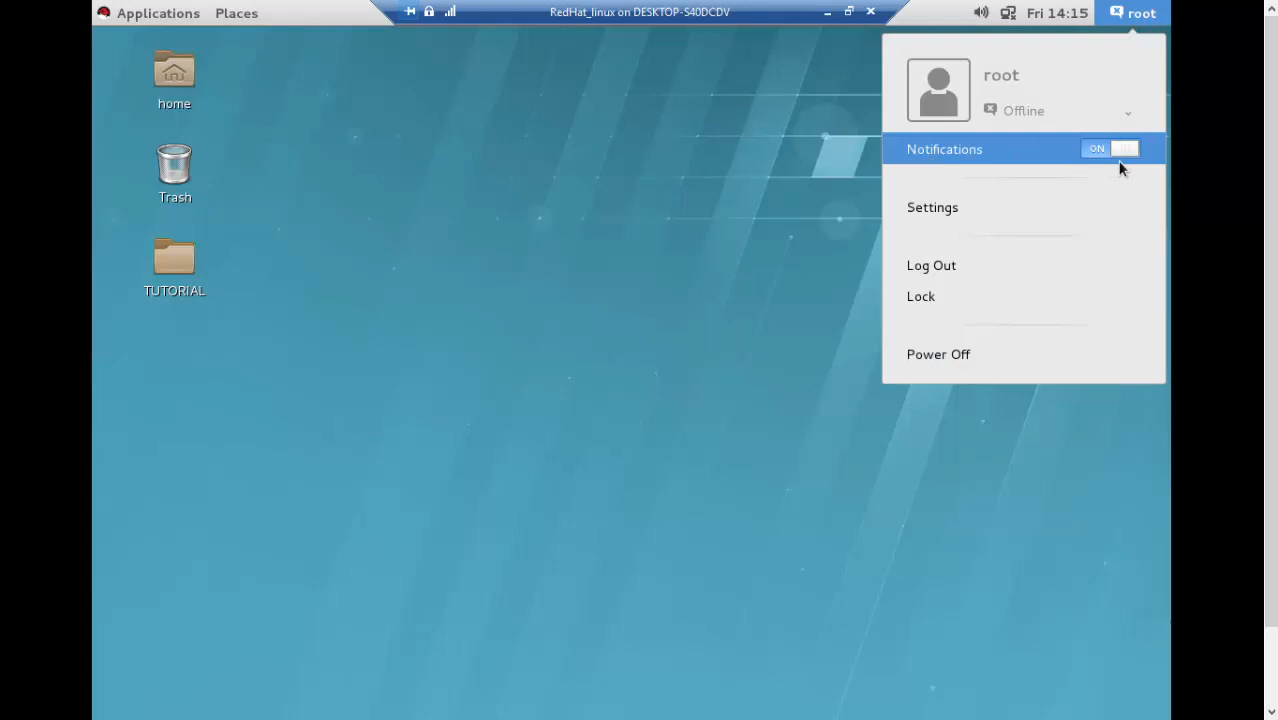 Applications Places RedHat_linux on DESKTOP-S40DCDV Fri 14:15 root
home
Trash
TUTORIAL
root
Offline
Notifications ON
Settings
Log Out
Lock
Power Off